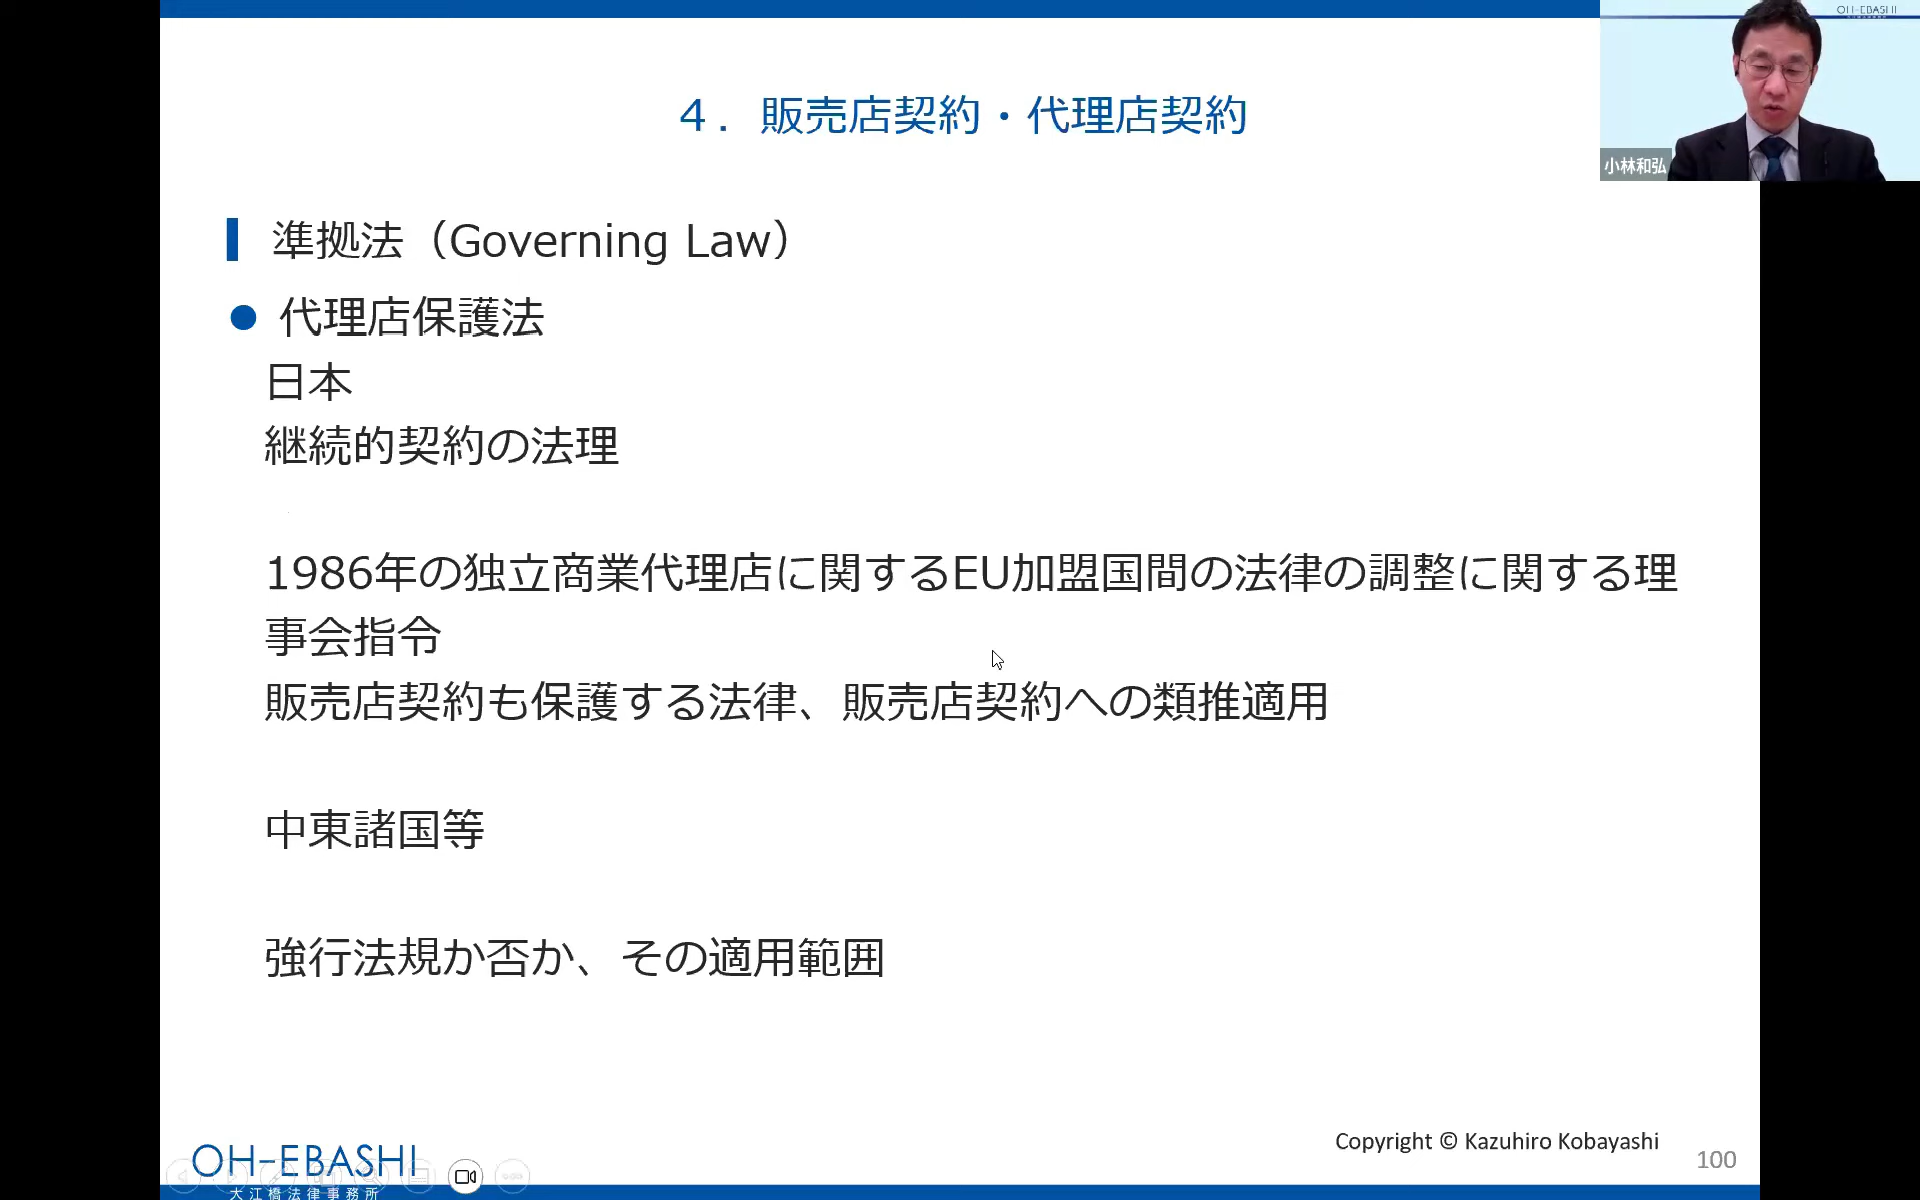 OH-EBASHI
小林和弘
４．販売店契約・代理店契約
準拠法（Governing Law）
代理店保護法
日本
継続的契約の法理
1986年の独立商業代理店に関するEU加盟国間の法律の調整に関する理
事会指令
販売店契約も保護する法律、販売店契約への類推適用
中東諸国等
強行法規か否か、その適用範囲
Copyright © Kazuhiro Kobayashi
100
OH-EBASHI
大江橋法律事務所